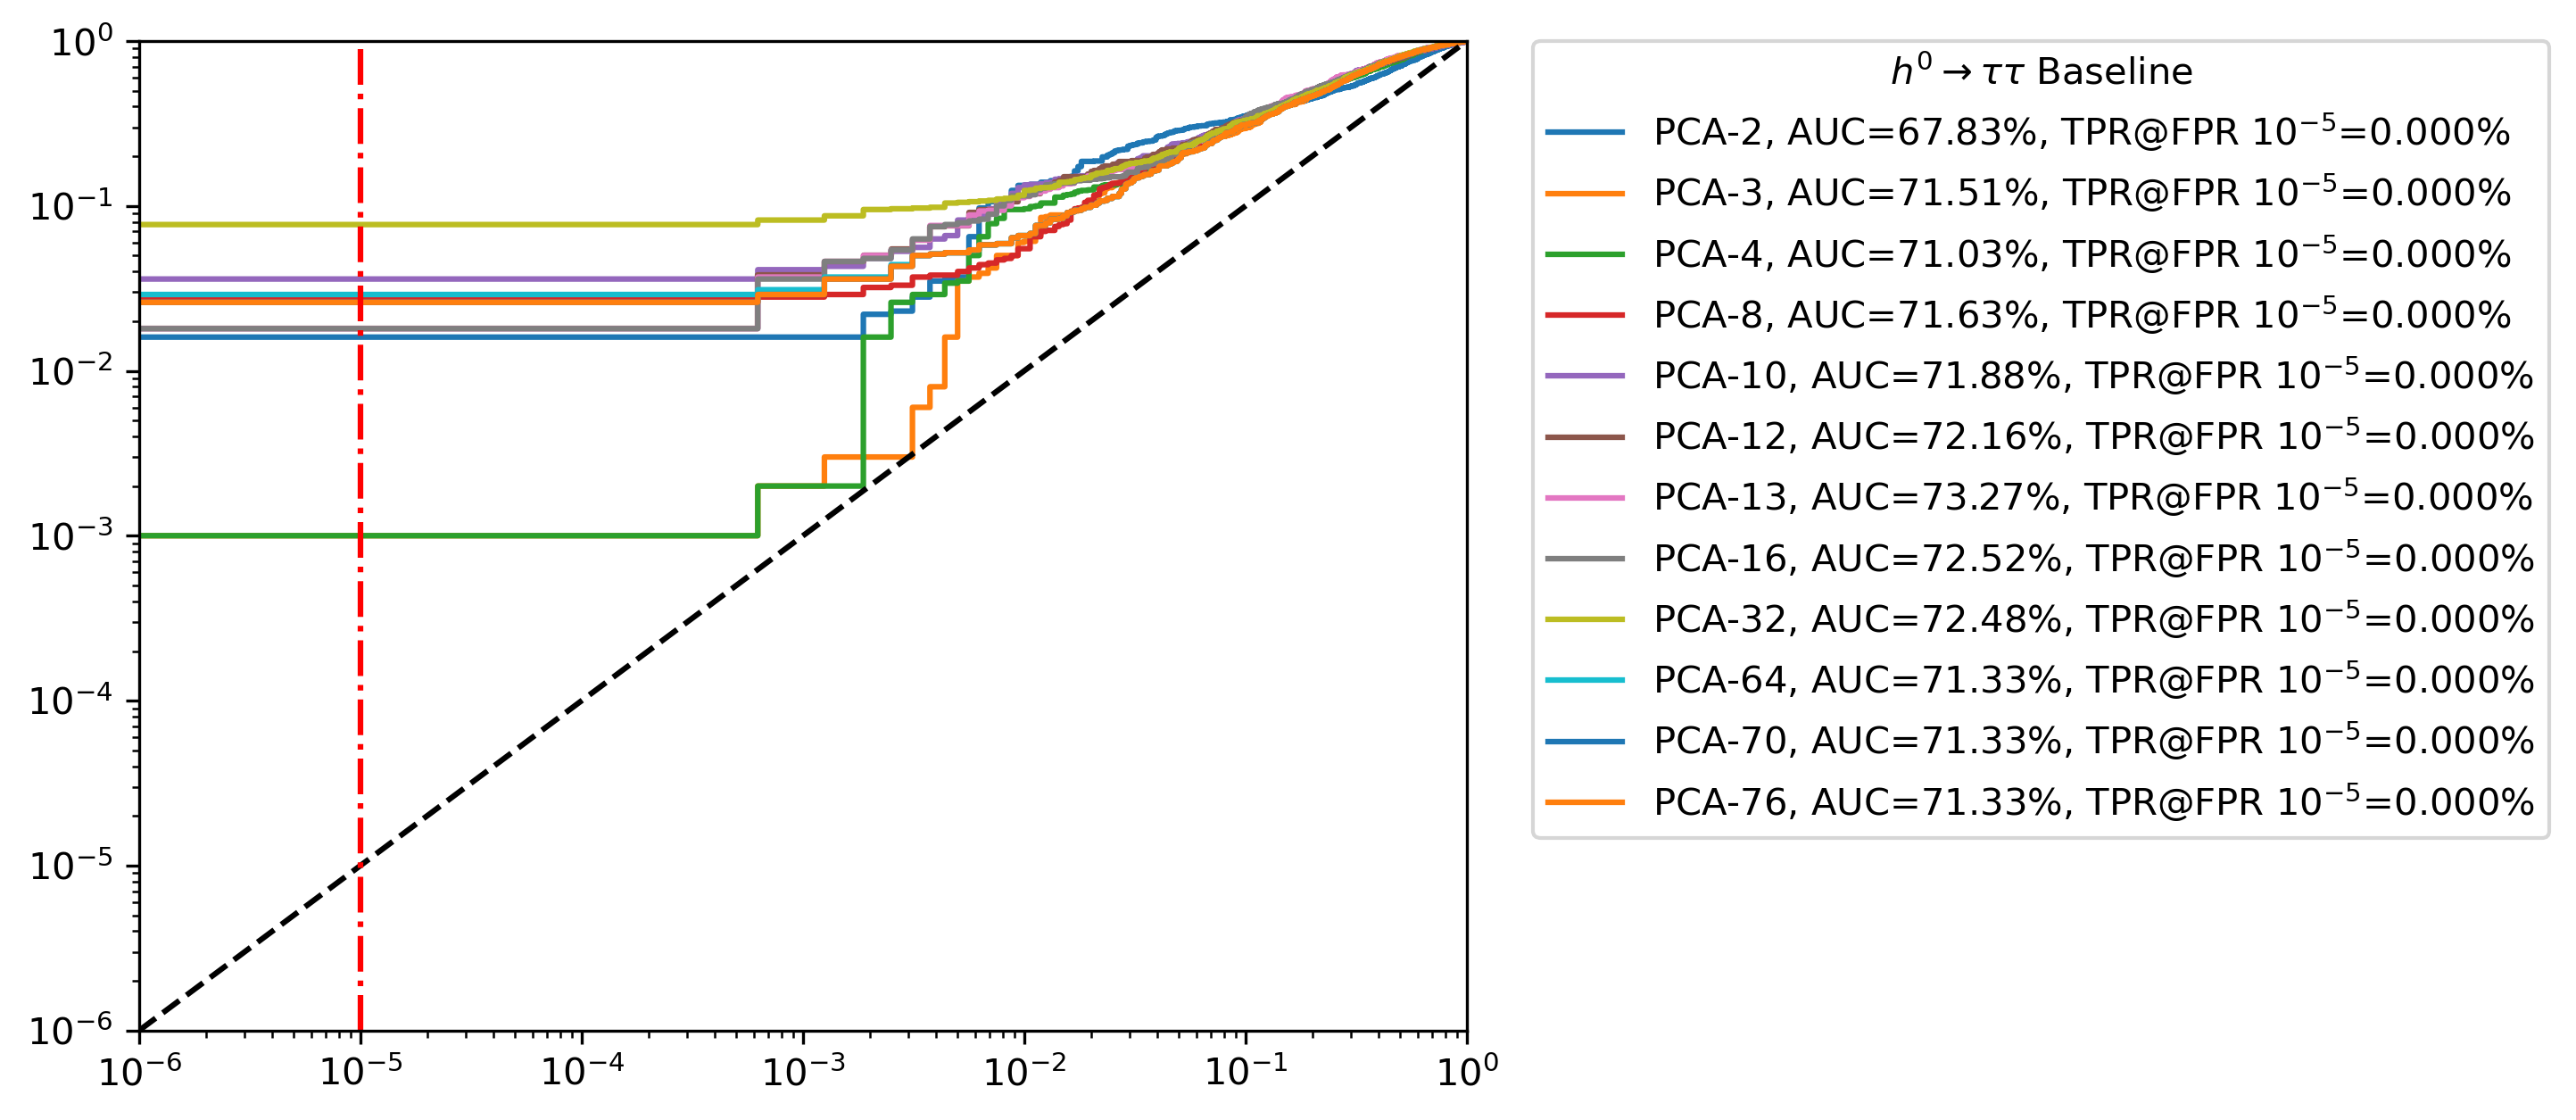 10⁰
10⁻¹
10⁻²
10⁻³
10⁻⁴
10⁻⁵
10⁻⁶
10⁻⁶ 10⁻⁵ 10⁻⁴ 10⁻³ 10⁻² 10⁻¹ 10⁰
h⁰ → ττ Baseline
PCA-2, AUC=67.83%, TPR@FPR 10⁻⁵=0.000%
PCA-3, AUC=71.51%, TPR@FPR 10⁻⁵=0.000%
PCA-4, AUC=71.03%, TPR@FPR 10⁻⁵=0.000%
PCA-8, AUC=71.63%, TPR@FPR 10⁻⁵=0.000%
PCA-10, AUC=71.88%, TPR@FPR 10⁻⁵=0.000%
PCA-12, AUC=72.16%, TPR@FPR 10⁻⁵=0.000%
PCA-13, AUC=73.27%, TPR@FPR 10⁻⁵=0.000%
PCA-16, AUC=72.52%, TPR@FPR 10⁻⁵=0.000%
PCA-32, AUC=72.48%, TPR@FPR 10⁻⁵=0.000%
PCA-64, AUC=71.33%, TPR@FPR 10⁻⁵=0.000%
PCA-70, AUC=71.33%, TPR@FPR 10⁻⁵=0.000%
PCA-76, AUC=71.33%, TPR@FPR 10⁻⁵=0.000%